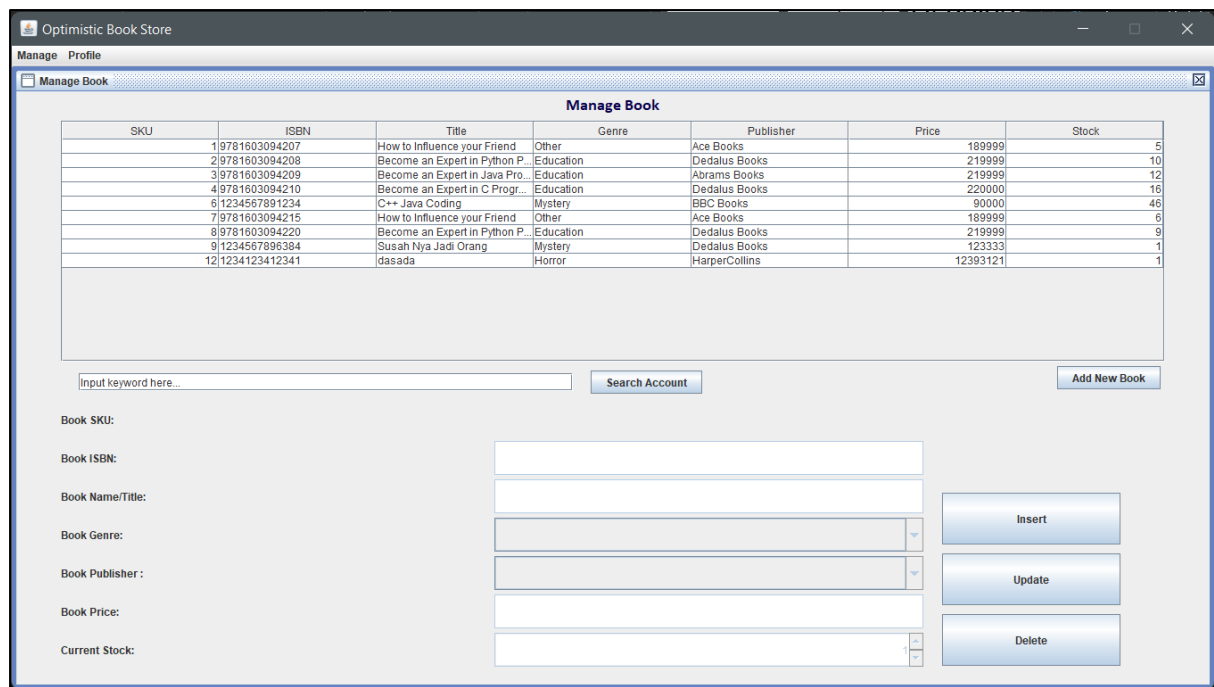 Optimistic Book Store
Manage Profile
Manage Book
Manage Book
SKU ISBN Title Genre Publisher Price Stock
1 9781603094207 How to Influence your Friend Other Ace Books 189999 5
2 9781603094208 Become an Expert in Python P... Education Dedalus Books 219999 10
3 9781603094209 Become an Expert in Java Pro... Education Abrams Books 219999 12
4 9781603094210 Become an Expert in C Progr... Education Dedalus Books 220000 16
6 1234567891234 C++ Java Coding Mystery BBC Books 90000 46
7 9781603094215 How to Influence your Friend Other Ace Books 189999 6
8 9781603094220 Become an Expert in Python P... Education Dedalus Books 219999 9
9 1234567896384 Susah Nya Jadi Orang Mystery Dedalus Books 123333 1
12 1234123412341 dasada Horror HarperCollins 12393121 1
Input keyword here... Search Account Add New Book
Book SKU:
Book ISBN:
Book Name/Title:
Insert
Book Genre:
Book Publisher :
Update
Book Price:
Delete
Current Stock: 1